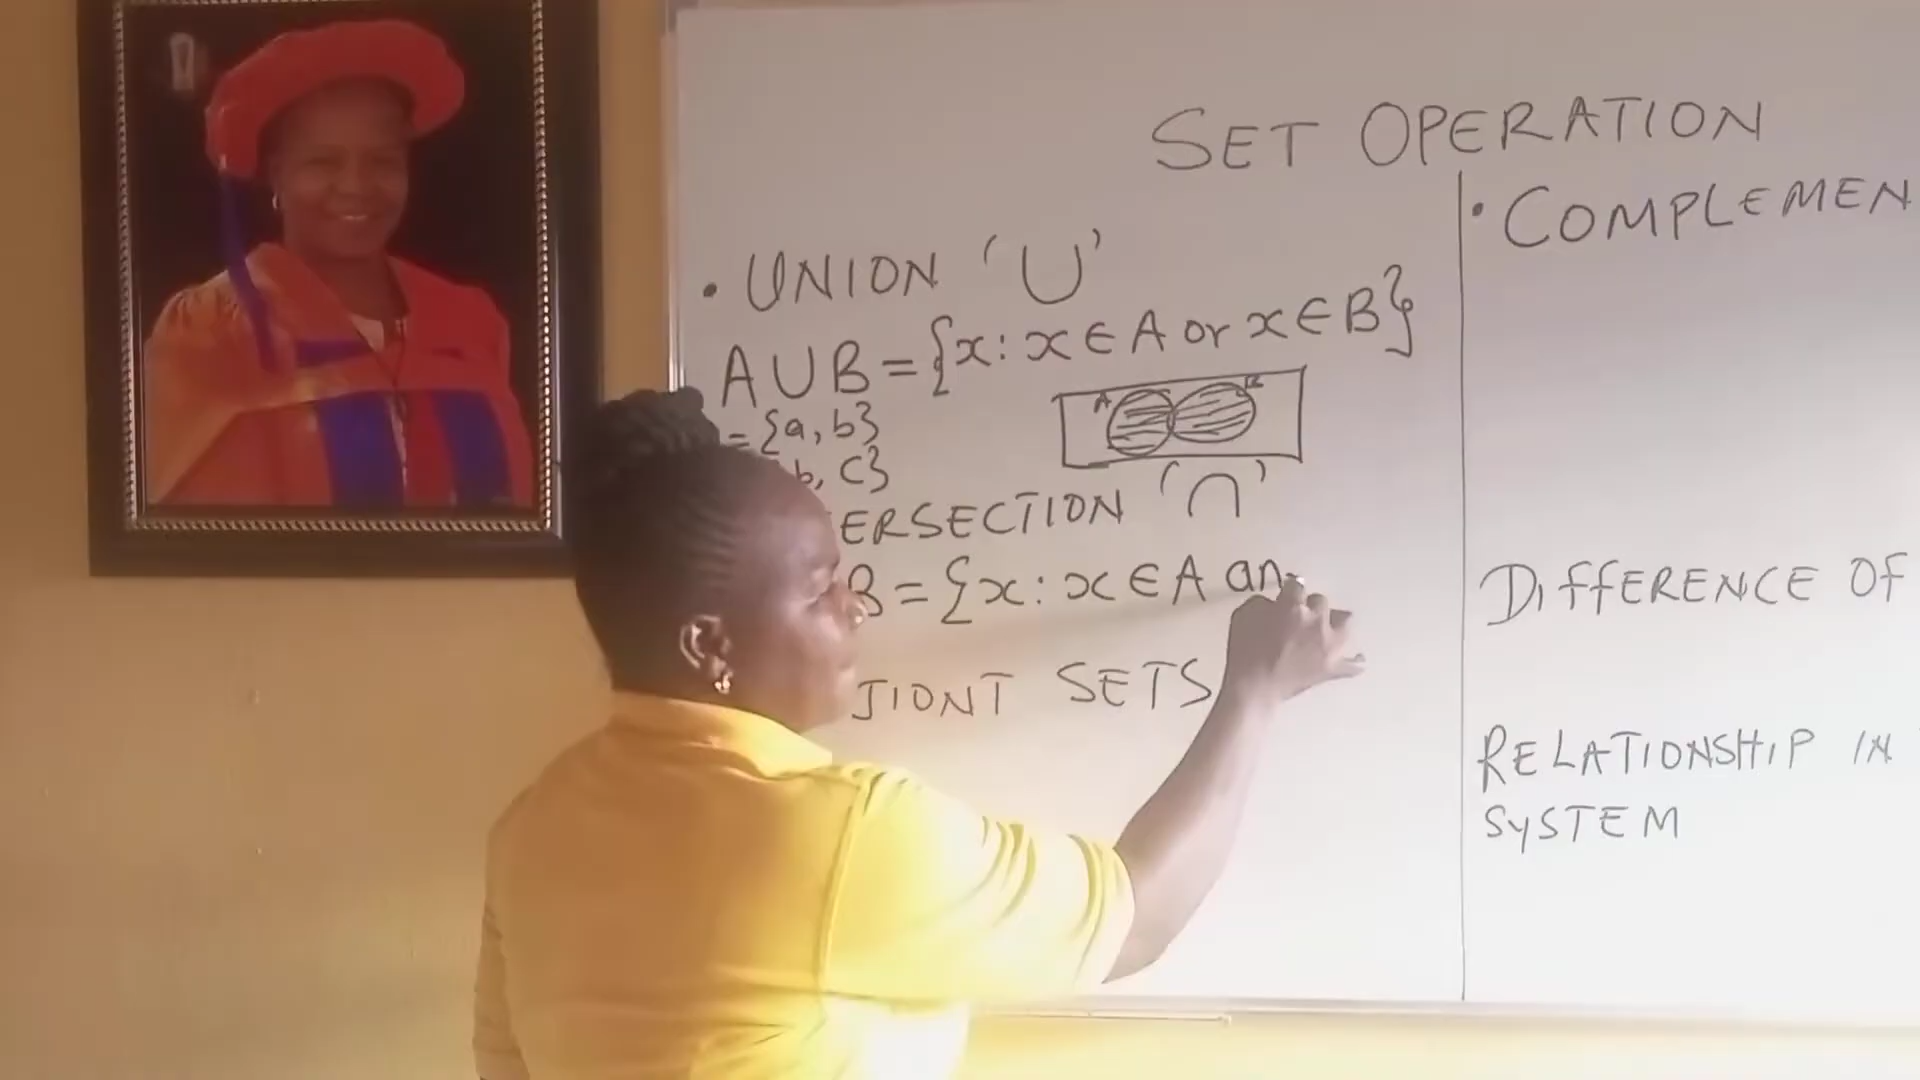 SET OPERATION
• UNION ‘U’
A U B = {x : x ∈ A or x ∈ B}
= {a, b}
b, c}
A B
ERSECTION ‘∩’
B = {x : x ∈ A an
JIONT SETS
• COMPLEMEN
DIFFERENCE OF
RELATIONSHIP IN
SYSTEM